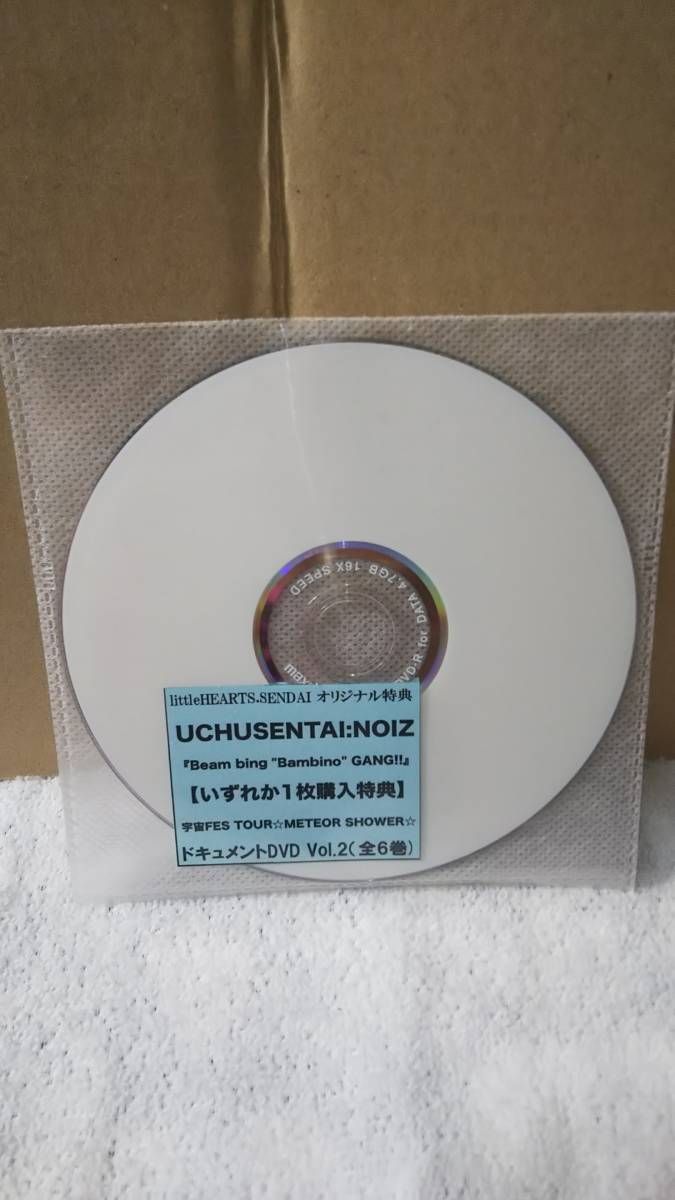 DVD-R for DATA 4.7GB 16X SPEED
littleHEARTS.SENDAI オリジナル特典
UCHUSENTAI:NOIZ
『Beam bing "Bambino" GANG!!』
【いずれか1枚購入特典】
宇宙FES TOUR☆METEOR SHOWER☆
ドキュメントDVD Vol.2(全6巻)